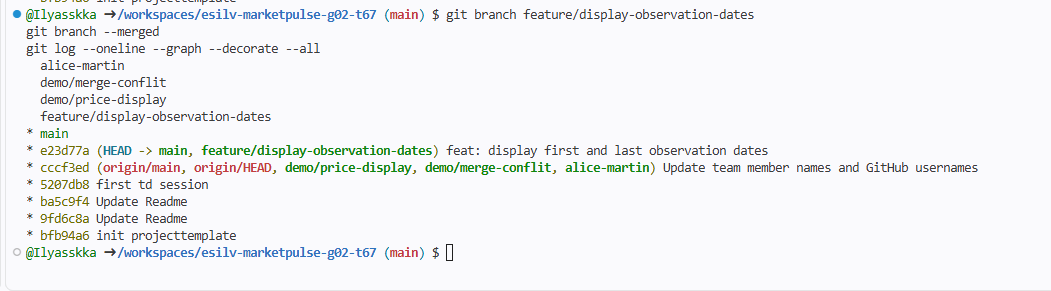 @Ilyasskka ➜/workspaces/esilv-marketpulse-g02-t67 (main) $ git branch feature/display-observation-dates
git branch --merged
git log --oneline --graph --decorate --all
alice-martin
demo/merge-conflit
demo/price-display
feature/display-observation-dates
* main
* e23d77a (HEAD -> main, feature/display-observation-dates) feat: display first and last observation dates
* cccf3ed (origin/main, origin/HEAD, demo/price-display, demo/merge-conflit, alice-martin) Update team member names and GitHub usernames
* 5207db8 first td session
* ba5c9f4 Update Readme
* 9fd6c8a Update Readme
* bfb94a6 init projecttemplate
@Ilyasskka ➜/workspaces/esilv-marketpulse-g02-t67 (main) $